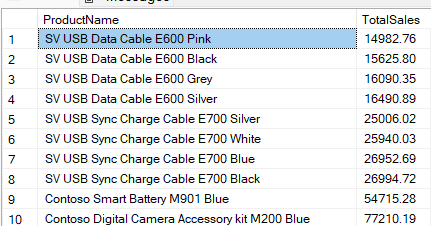 ProductName TotalSales
1 SV USB Data Cable E600 Pink 14982.76
2 SV USB Data Cable E600 Black 15625.80
3 SV USB Data Cable E600 Grey 16090.35
4 SV USB Data Cable E600 Silver 16490.89
5 SV USB Sync Charge Cable E700 Silver 25006.02
6 SV USB Sync Charge Cable E700 White 25940.03
7 SV USB Sync Charge Cable E700 Blue 26952.69
8 SV USB Sync Charge Cable E700 Black 26994.72
9 Contoso Smart Battery M901 Blue 54715.28
10 Contoso Digital Camera Accessory kit M200 Blue 77210.19